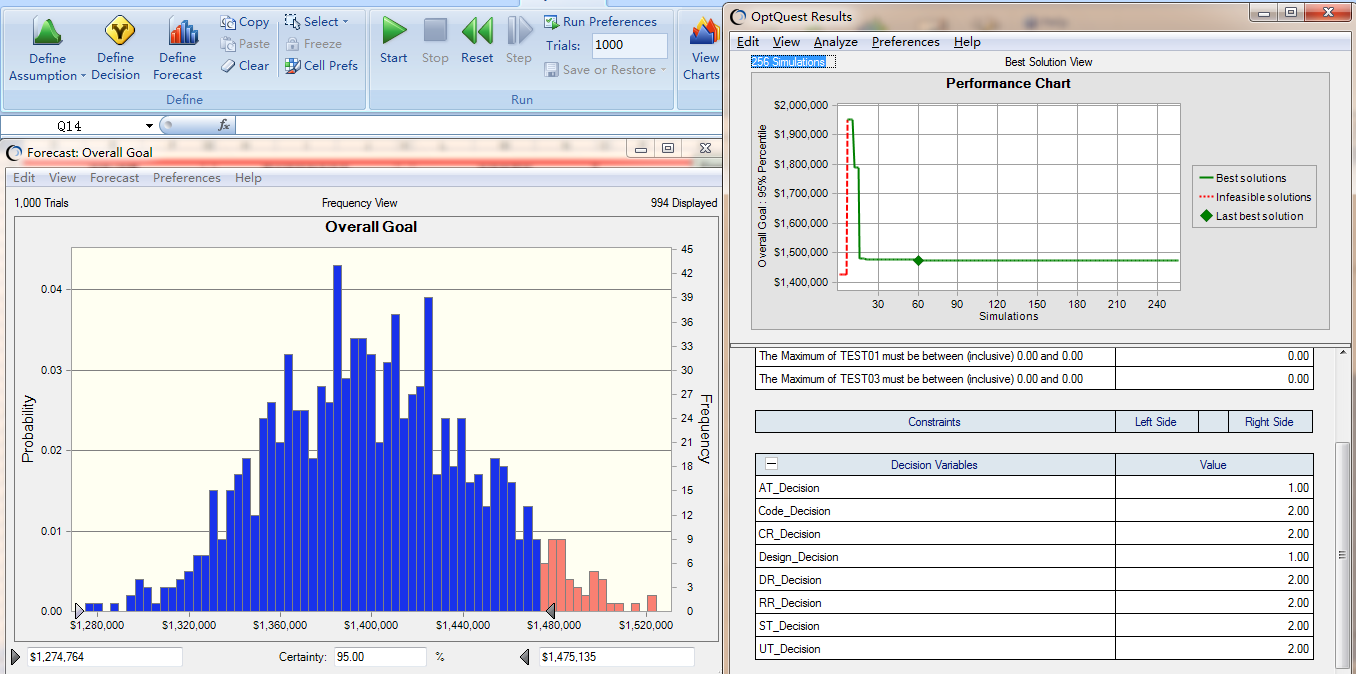 Define Assumption
Define Decision
Define Forecast
Copy
Paste
Clear
Select
Freeze
Cell Prefs
Define
Start
Stop
Reset
Step
Run Preferences
Trials: 1000
Save or Restore
Run
View Charts
Q14
fx
Forecast: Overall Goal
Edit View Forecast Preferences Help
1,000 Trials Frequency View 994 Displayed
Overall Goal
Probability
0.04
0.03
0.02
0.01
0.00
45
42
39
36
33
30
27
24
21
18
15
12
9
6
3
0
Frequency
$1,280,000 $1,320,000 $1,360,000 $1,400,000 $1,440,000 $1,480,000 $1,520,000
$1,274,764 Certainty: 95.00 % $1,475,135
OptQuest Results
Edit View Analyze Preferences Help
256 Simulations Best Solution View
Performance Chart
Overall Goal : 95% Percentile
$2,000,000
$1,900,000
$1,800,000
$1,700,000
$1,600,000
$1,500,000
$1,400,000
30 60 90 120 150 180 210 240
Simulations
Best solutions
Infeasible solutions
Last best solution
The Maximum of TEST01 must be between (inclusive) 0.00 and 0.00 0.00
The Maximum of TEST03 must be between (inclusive) 0.00 and 0.00 0.00
Constraints Left Side Right Side
Decision Variables Value
AT_Decision 1.00
Code_Decision 2.00
CR_Decision 2.00
Design_Decision 1.00
DR_Decision 2.00
RR_Decision 2.00
ST_Decision 2.00
UT_Decision 2.00